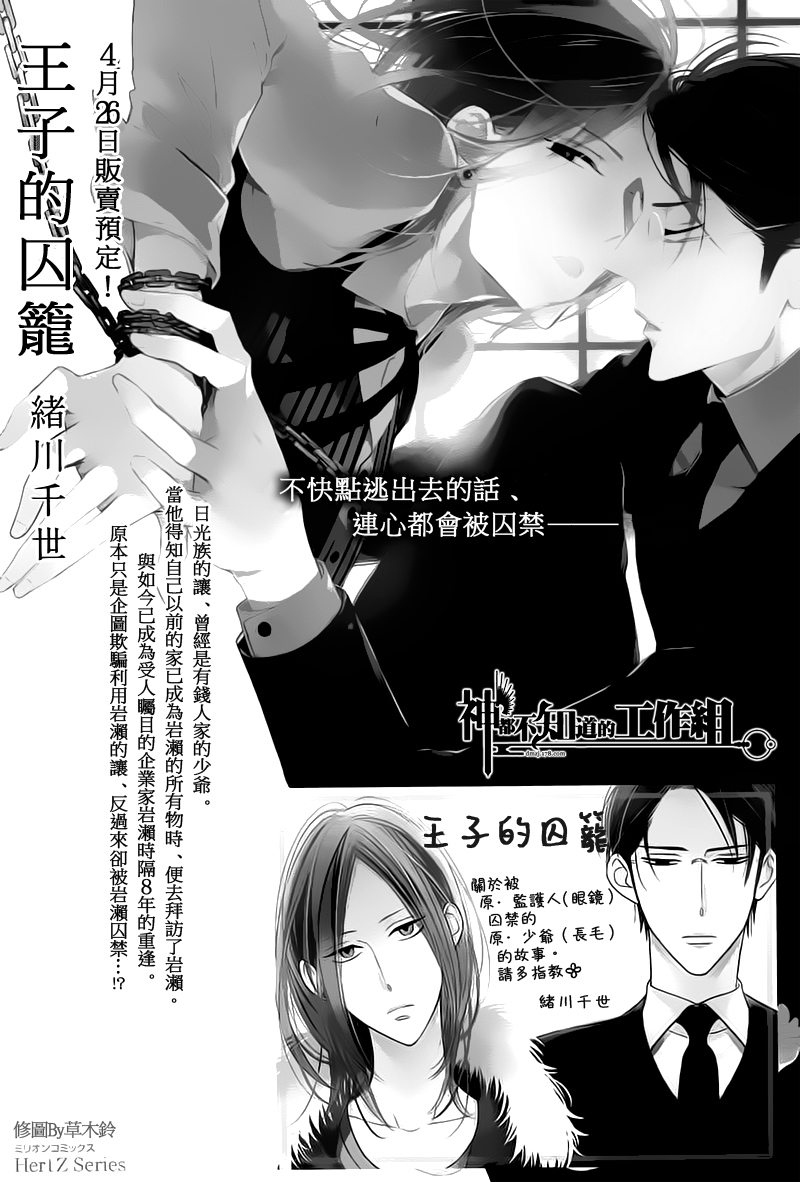 4月26日販賣預定！
王子的囚籠
緒川千世
不快點逃出去的話、
連心都會被囚禁——
日光族的讓、曾經是有錢人家的少爺。
當他得知自己以前的家已成為岩瀨的所有物時、便去拜訪了岩瀨。
與如今已成為受人矚目的企業家岩瀨時隔8年的重逢。
原本只是企圖欺騙利用岩瀨的讓、反過來卻被岩瀨囚禁…!?
神都不知道的工作組
dmzj.xy8.com
王子的囚籠
關於被
原・監護人(眼鏡)
囚禁的
原・少爺(長毛)
的故事。
請多指教
緒川千世
修圖By草木鈴
ミリオンコミックス
HertZ Series